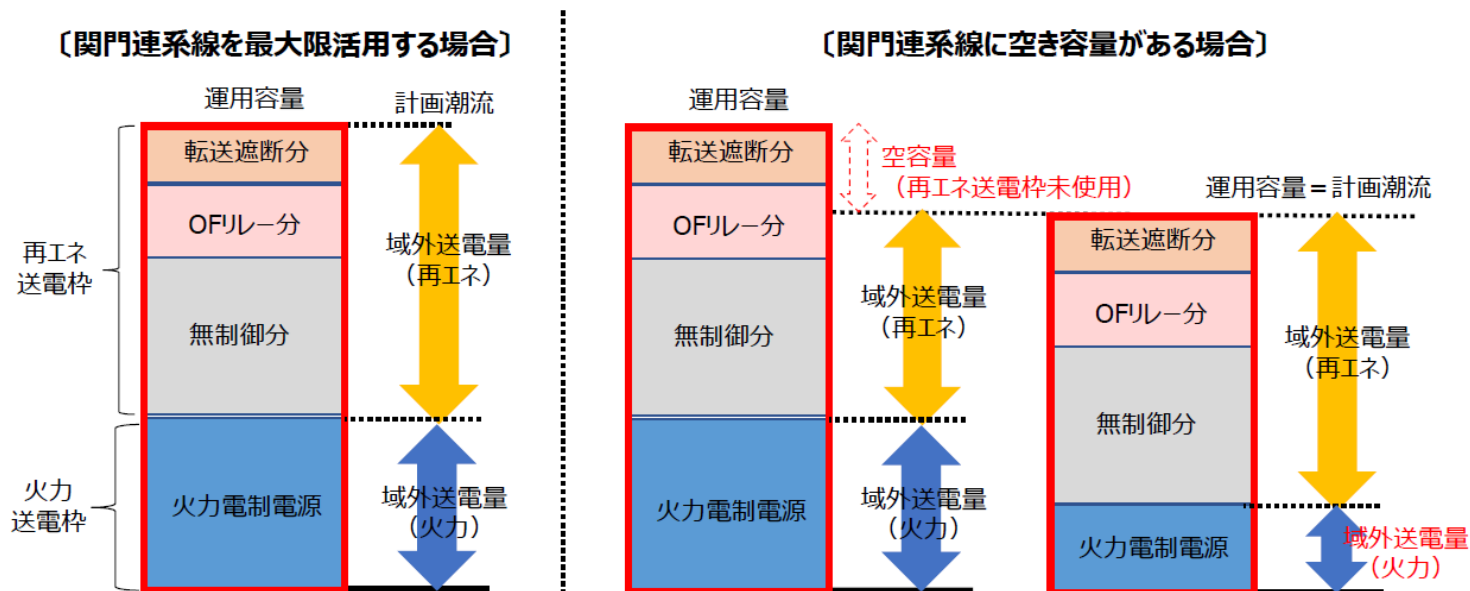 〔関門連系線を最大限活用する場合〕
運用容量
計画潮流
転送遮断分
OFリレー分
無制御分
火力電制電源
再エネ
送電枠
火力
送電枠
域外送電量
（再エネ）
域外送電量
（火力）
〔関門連系線に空き容量がある場合〕
運用容量
転送遮断分
OFリレー分
無制御分
火力電制電源
空容量
（再エネ送電枠未使用）
域外送電量
（再エネ）
域外送電量
（火力）
運用容量＝計画潮流
転送遮断分
OFリレー分
無制御分
火力電制電源
域外送電量
（再エネ）
域外送電量
（火力）